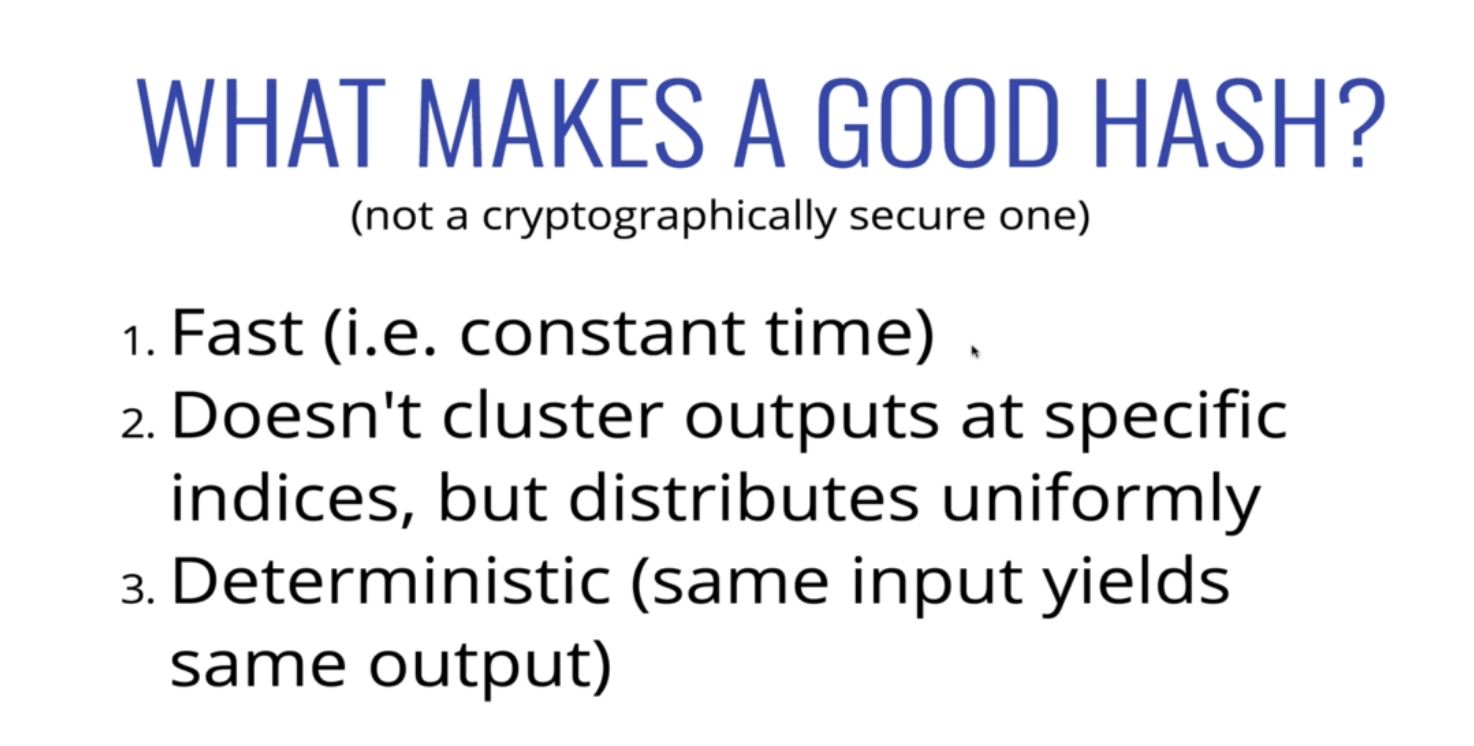 WHAT MAKES A GOOD HASH?
(not a cryptographically secure one)
1. Fast (i.e. constant time)
2. Doesn't cluster outputs at specific
indices, but distributes uniformly
3. Deterministic (same input yields
same output)